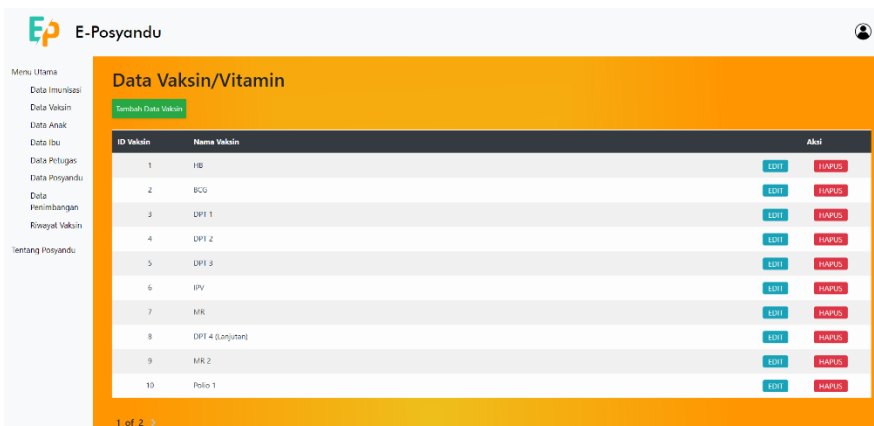 EP E-Posyandu
Menu Utama
Data Imunisasi
Data Vaksin
Data Anak
Data Ibu
Data Petugas
Data Posyandu
Data
Penimbangan
Riwayat Vaksin
Tentang Posyandu
Data Vaksin/Vitamin
Tambah Data Vaksin
ID Vaksin Nama Vaksin Aksi
1 HB EDIT HAPUS
2 BCG EDIT HAPUS
3 DPT 1 EDIT HAPUS
4 DPT 2 EDIT HAPUS
5 DPT 3 EDIT HAPUS
6 IPV EDIT HAPUS
7 MR EDIT HAPUS
8 DPT 4 (Lanjutan) EDIT HAPUS
9 MR 2 EDIT HAPUS
10 Polio 1 EDIT HAPUS
1 of 2 >